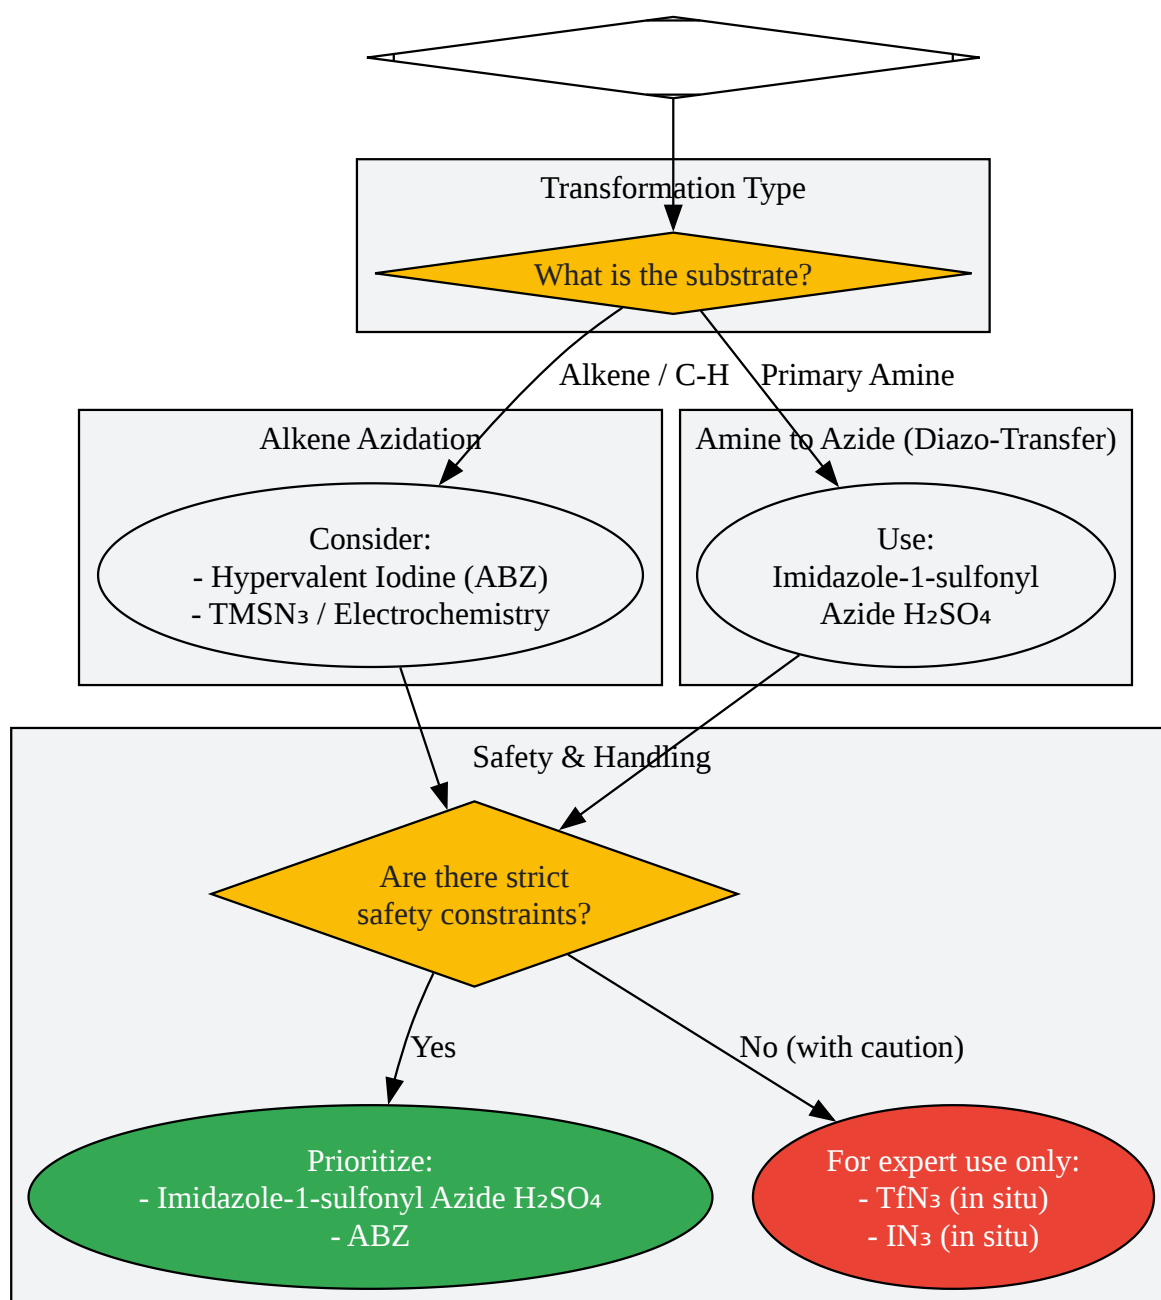 Transformation Type
What is the substrate?
Alkene / C-H
Primary Amine
Alkene Azidation
Amine to Azide (Diazo-Transfer)
Consider:
- Hypervalent Iodine (ABZ)
- TMSN₃ / Electrochemistry
Use:
Imidazole-1-sulfonyl
Azide H₂SO₄
Safety & Handling
Are there strict
safety constraints?
Yes
No (with caution)
Prioritize:
- Imidazole-1-sulfonyl Azide H₂SO₄
- ABZ
For expert use only:
- TfN₃ (in situ)
- IN₃ (in situ)